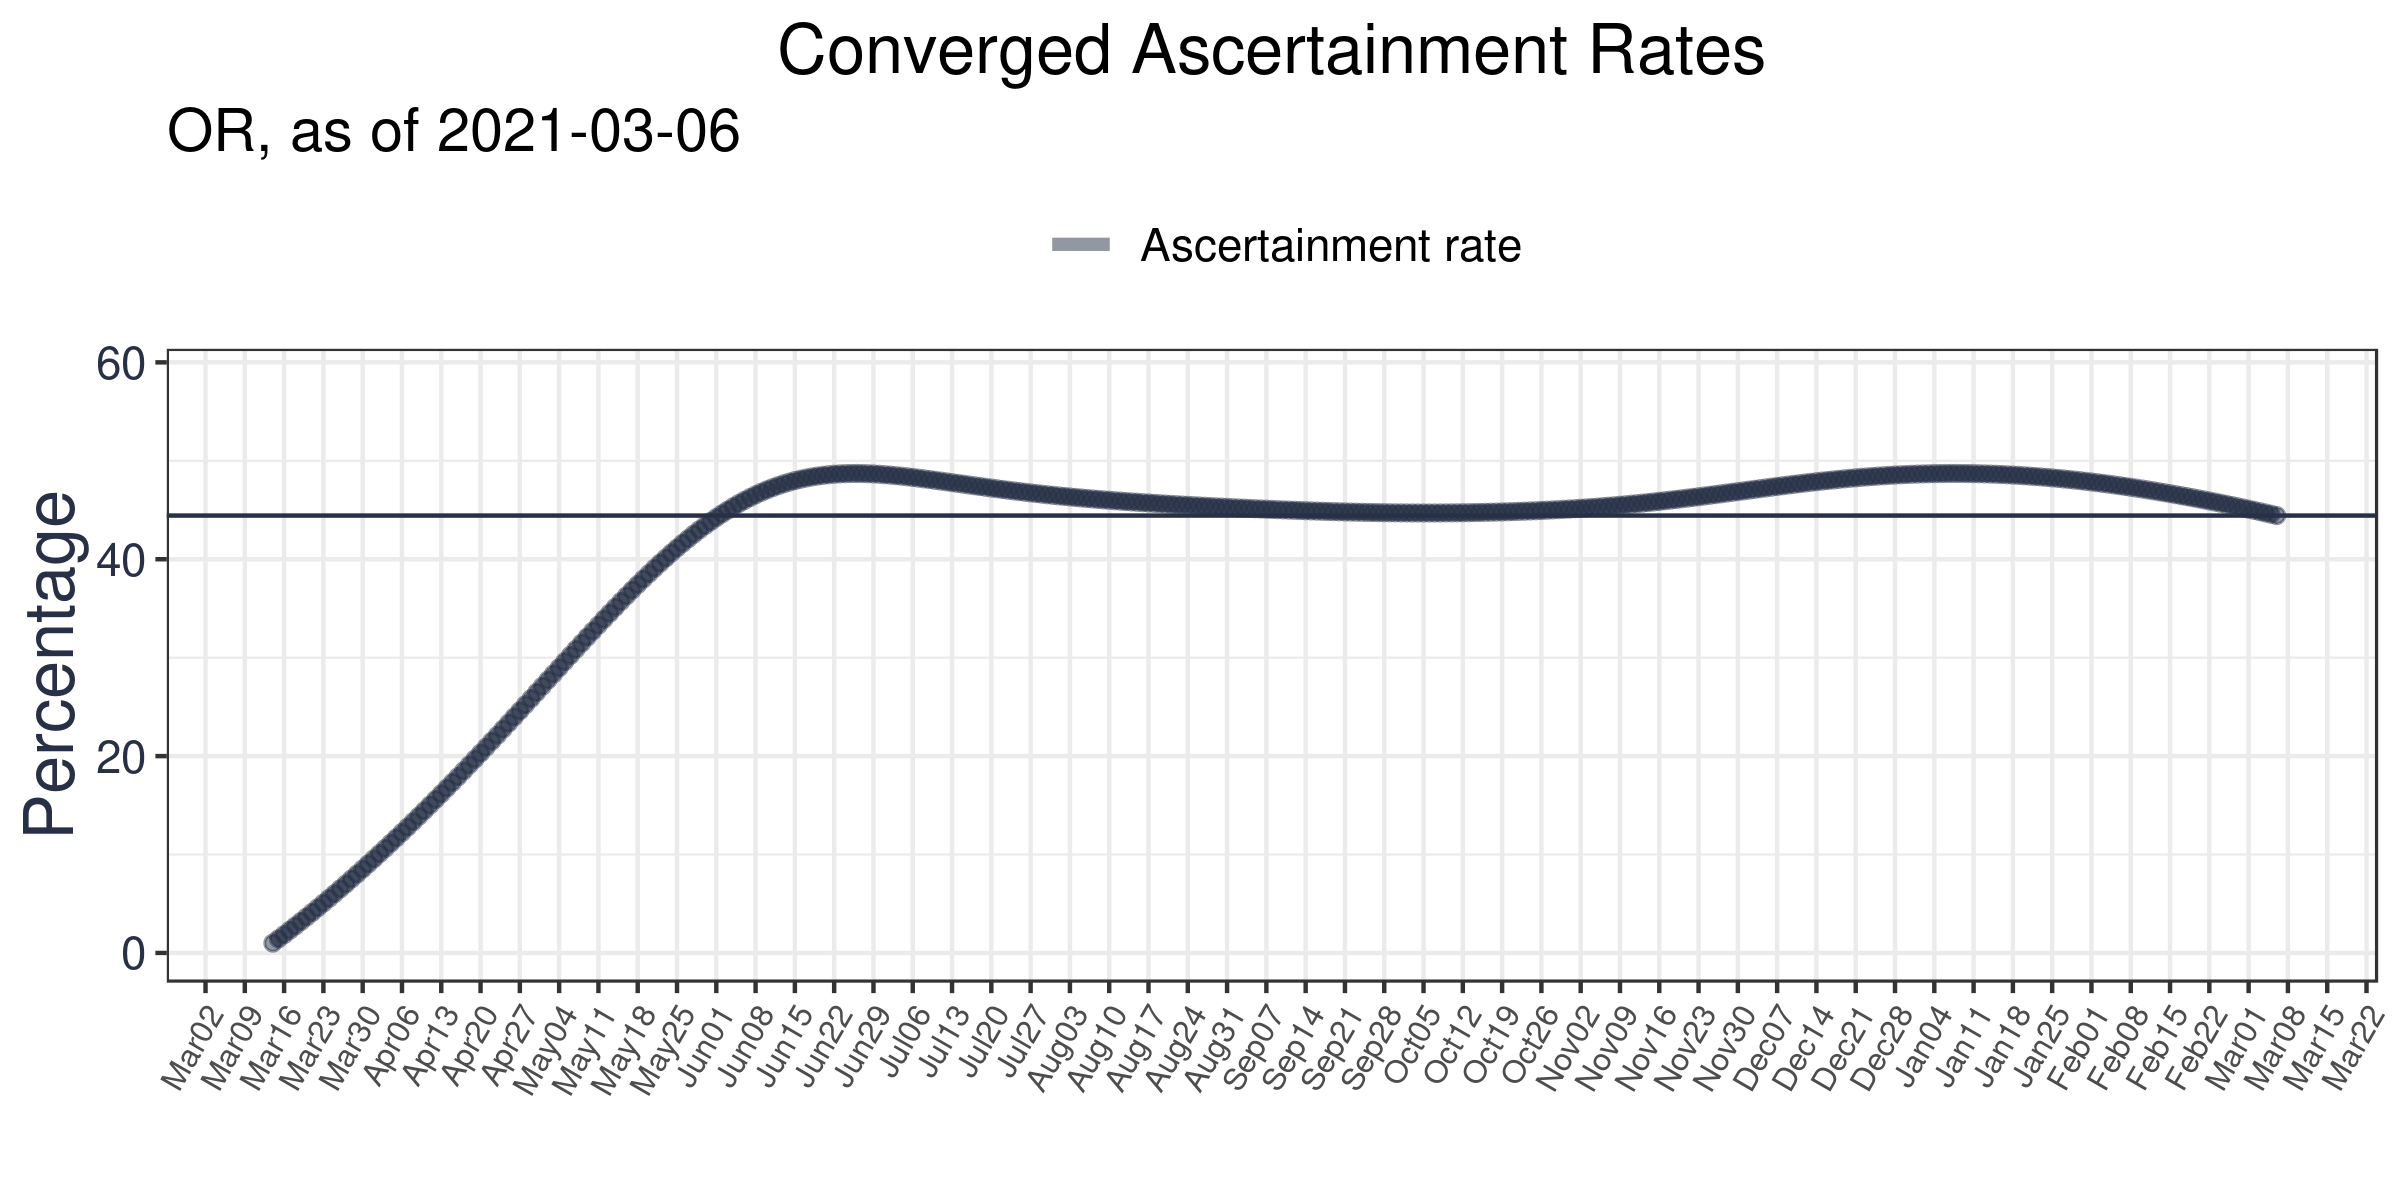 Converged Ascertainment Rates
OR, as of 2021-03-06
Ascertainment rate
Percentage
60
40
20
0
Mar02
Mar09
Mar16
Mar23
Mar30
Apr06
Apr13
Apr20
Apr27
May04
May11
May18
May25
Jun01
Jun08
Jun15
Jun22
Jun29
Jul06
Jul13
Jul20
Jul27
Aug03
Aug10
Aug17
Aug24
Aug31
Sep07
Sep14
Sep21
Sep28
Oct05
Oct12
Oct19
Oct26
Nov02
Nov09
Nov16
Nov23
Nov30
Dec07
Dec14
Dec21
Dec28
Jan04
Jan11
Jan18
Jan25
Feb01
Feb08
Feb15
Feb22
Mar01
Mar08
Mar15
Mar22